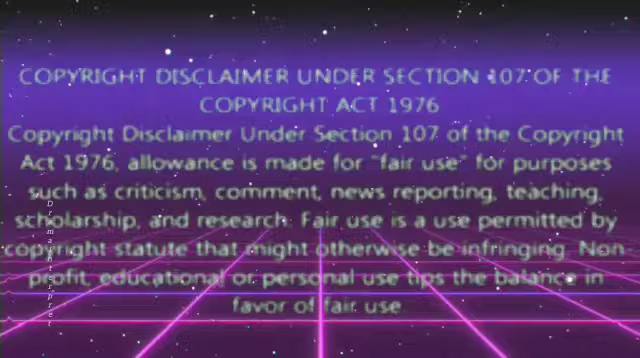 COPYRIGHT DISCLAIMER UNDER SECTION 107 OF THE
COPYRIGHT ACT 1976
Copyright Disclaimer Under Section 107 of the Copyright
Act 1976, allowance is made for "fair use" for purposes
such as criticism, comment, news reporting, teaching,
scholarship, and research. Fair use is a use permitted by
copyright statute that might otherwise be infringing. Non-
profit, educational or personal use tips the balance in
favor of fair use.